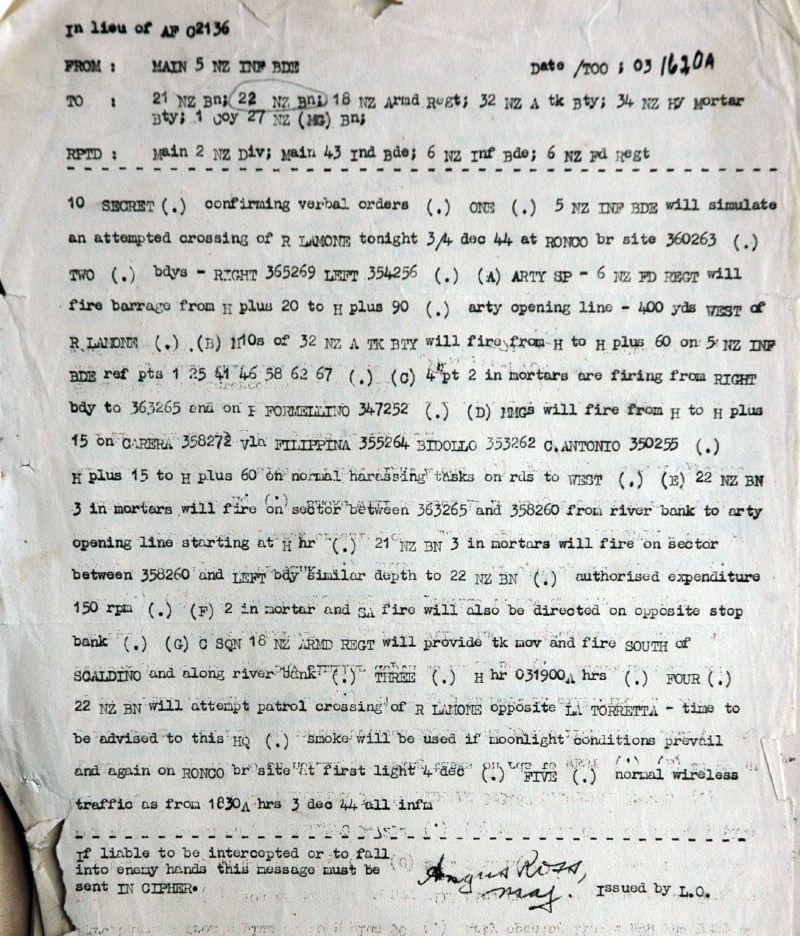 In lieu of AF C2136
FROM : MAIN 5 NZ INF BDE Date /TOO : 03 1620A
TO : 21 NZ Bn; 22 NZ Bn; 18 NZ Armd Regt; 32 NZ A tk Bty; 34 NZ Hy Mortar
Bty; 1 Coy 27 NZ (MG) Bn;
RPTD : Main 2 NZ Div; Main 43 Ind Bde; 6 NZ Inf Bde; 6 NZ Fd Regt
10 SECRET (.) confirming verbal orders (.) ONE (.) 5 NZ INF BDE will simulate
an attempted crossing of R LAMONE tonight 3/4 dec 44 at RONCO br site 360263 (.)
TWO (.) bdys - RIGHT 365269 LEFT 354256 (.) (A) ARTY SP - 6 NZ FD REGT will
fire barrage from H plus 20 to H plus 90 (.) arty opening line - 400 yds WEST of
R LAMONE (.) (B) M10s of 32 NZ A TK BTY will fire from H to H plus 60 on 5 NZ INF
BDE ref pts 1 25 41 46 58 62 67 (.) (C) 4 pt 2 in mortars are firing from RIGHT
bdy to 363265 and on F FORMELLINO 347252 (.) (D) MMGs will fire from H to H plus
15 on CARERA 358272 via FILIPPINA 355264 BIDOLLO 353262 C.ANTONIO 350255 (.)
H plus 15 to H plus 60 on normal harassing tasks on rds to WEST (.) (E) 22 NZ BN
3 in mortars will fire on sector between 363265 and 358260 from river bank to arty
opening line starting at H hr (.) 21 NZ BN 3 in mortars will fire on sector
between 358260 and LEFT bdy similar depth to 22 NZ BN (.) authorised expenditure
150 rpm (.) (F) 2 in mortar and SA fire will also be directed on opposite stop
bank (.) (G) C SQN 18 NZ ARMD REGT will provide tk mov and fire SOUTH of
SCALDINO and along river bank (.) THREE (.) H hr 031900A hrs (.) FOUR (.)
22 NZ BN will attempt patrol crossing of R LAMONE opposite LA TORRETTA - time to
be advised to this HQ (.) smoke will be used if moonlight conditions prevail
and again on RONCO br site at first light 4 dec (.) FIVE (.) normal wireless
traffic as from 1830A hrs 3 dec 44 all infm
If liable to be intercepted or to fall
into enemy hands this message must be
sent IN CIPHER.
Angus Ross,
Maj. Issued by L.O.